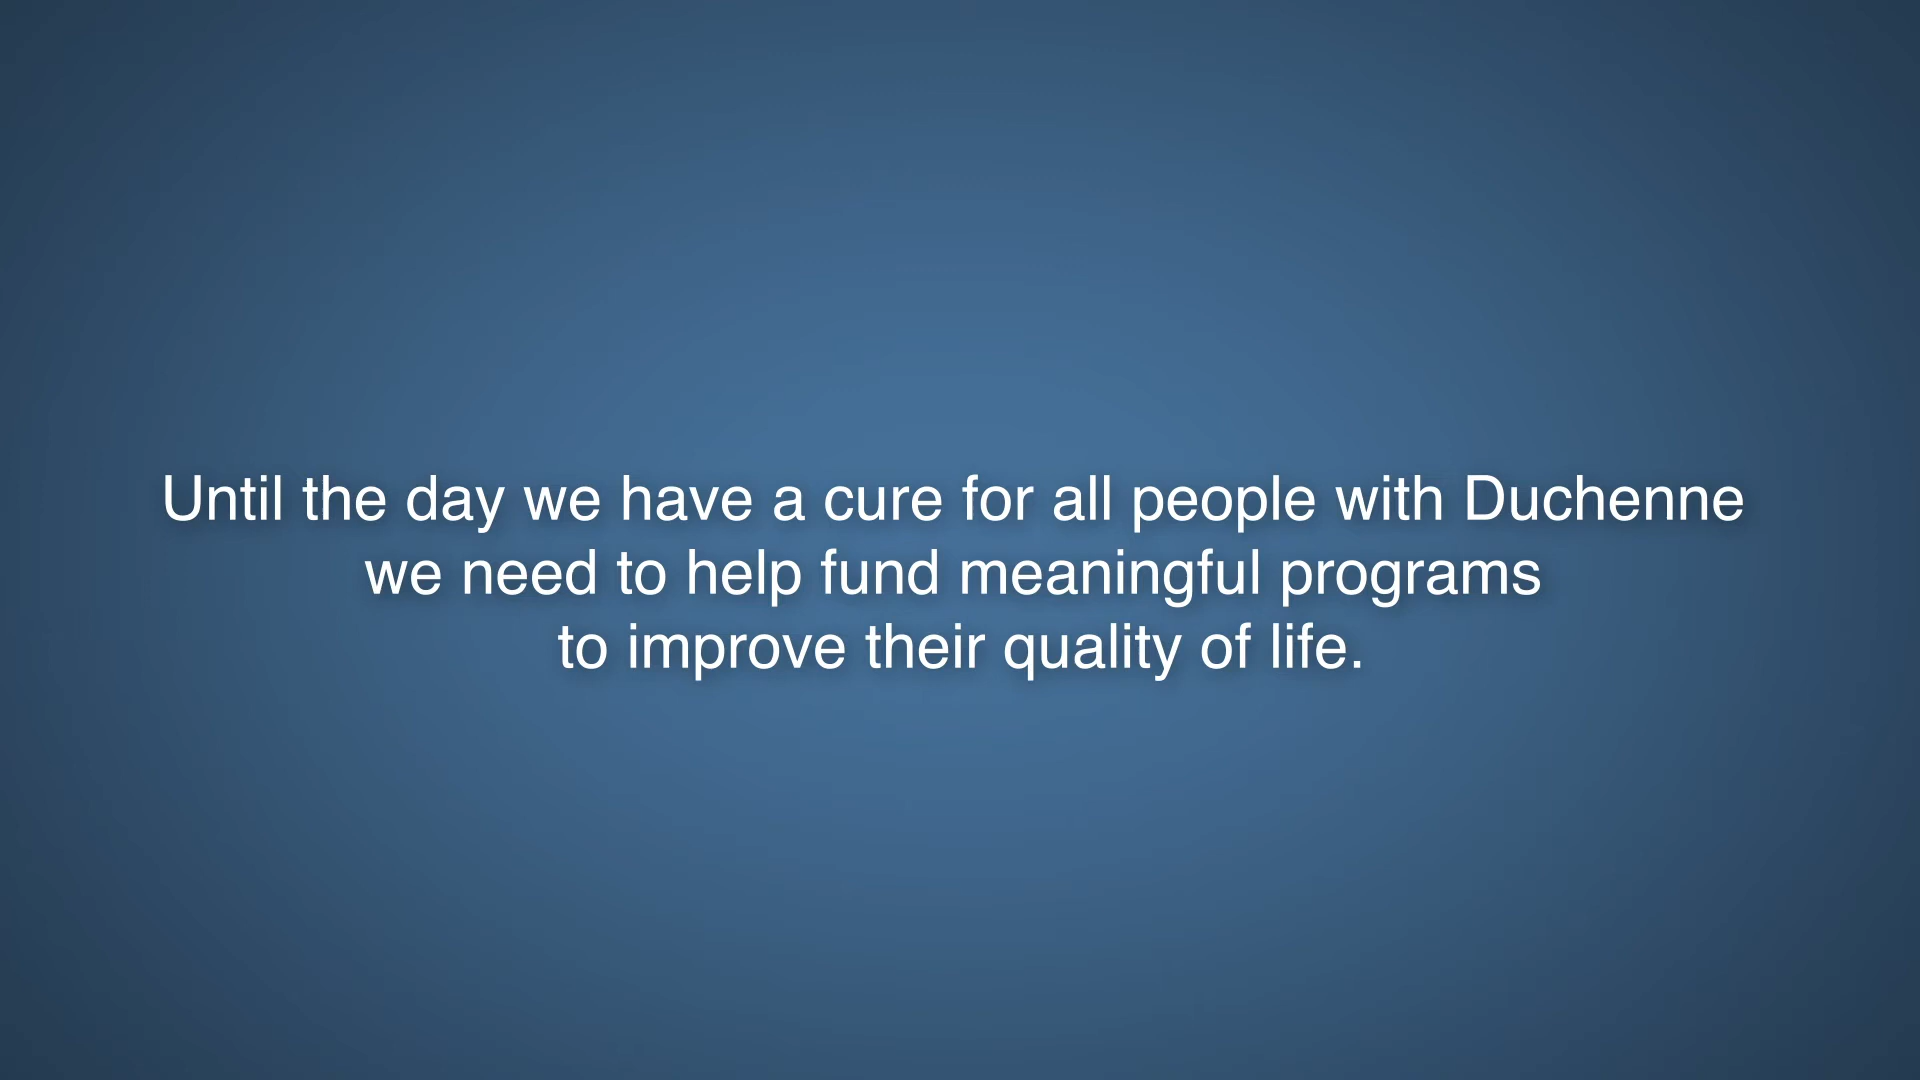 Until the day we have a cure for all people with Duchenne
we need to help fund meaningful programs
to improve their quality of life.